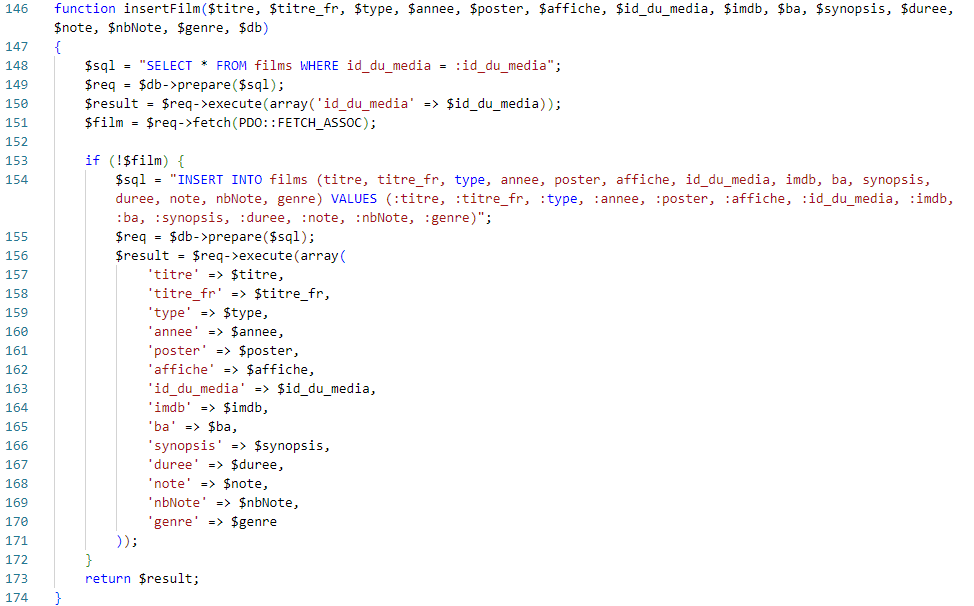 146 function insertFilm($titre, $titre_fr, $type, $annee, $poster, $affiche, $id_du_media, $imdb, $ba, $synopsis, $duree,
$note, $nbNote, $genre, $db)
147 {
148 $sql = "SELECT * FROM films WHERE id_du_media = :id_du_media";
149 $req = $db->prepare($sql);
150 $result = $req->execute(array('id_du_media' => $id_du_media));
151 $film = $req->fetch(PDO::FETCH_ASSOC);
152
153 if (!$film) {
154 $sql = "INSERT INTO films (titre, titre_fr, type, annee, poster, affiche, id_du_media, imdb, ba, synopsis,
duree, note, nbNote, genre) VALUES (:titre, :titre_fr, :type, :annee, :poster, :affiche, :id_du_media, :imdb,
:ba, :synopsis, :duree, :note, :nbNote, :genre)";
155 $req = $db->prepare($sql);
156 $result = $req->execute(array(
157 'titre' => $titre,
158 'titre_fr' => $titre_fr,
159 'type' => $type,
160 'annee' => $annee,
161 'poster' => $poster,
162 'affiche' => $affiche,
163 'id_du_media' => $id_du_media,
164 'imdb' => $imdb,
165 'ba' => $ba,
166 'synopsis' => $synopsis,
167 'duree' => $duree,
168 'note' => $note,
169 'nbNote' => $nbNote,
170 'genre' => $genre
171 ));
172 }
173 return $result;
174 }